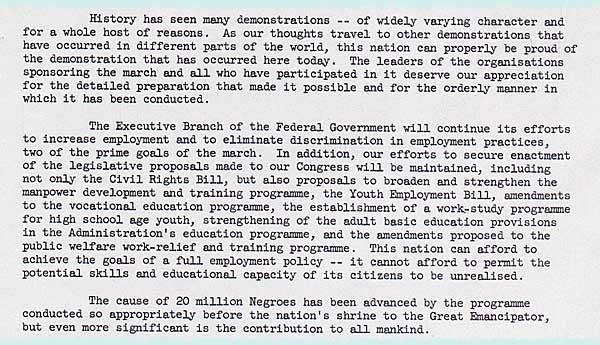 History has seen many demonstrations -- of widely varying character and
for a whole host of reasons. As our thoughts travel to other demonstrations that
have occurred in different parts of the world, this nation can properly be proud of
the demonstration that has occurred here today. The leaders of the organisations
sponsoring the march and all who have participated in it deserve our appreciation
for the detailed preparation that made it possible and for the orderly manner in
which it has been conducted.
The Executive Branch of the Federal Government will continue its efforts
to increase employment and to eliminate discrimination in employment practices,
two of the prime goals of the march. In addition, our efforts to secure enactment
of the legislative proposals made to our Congress will be maintained, including
not only the Civil Rights Bill, but also proposals to broaden and strengthen the
manpower development and training programme, the Youth Employment Bill, amendments
to the vocational education programme, the establishment of a work-study programme
for high school age youth, strengthening of the adult basic education provisions
in the Administration's education programme, and the amendments proposed to the
public welfare work-relief and training programme. This nation can afford to
achieve the goals of a full employment policy -- it cannot afford to permit the
potential skills and educational capacity of its citizens to be unrealised.
The cause of 20 million Negroes has been advanced by the programme
conducted so appropriately before the nation's shrine to the Great Emancipator,
but even more significant is the contribution to all mankind.